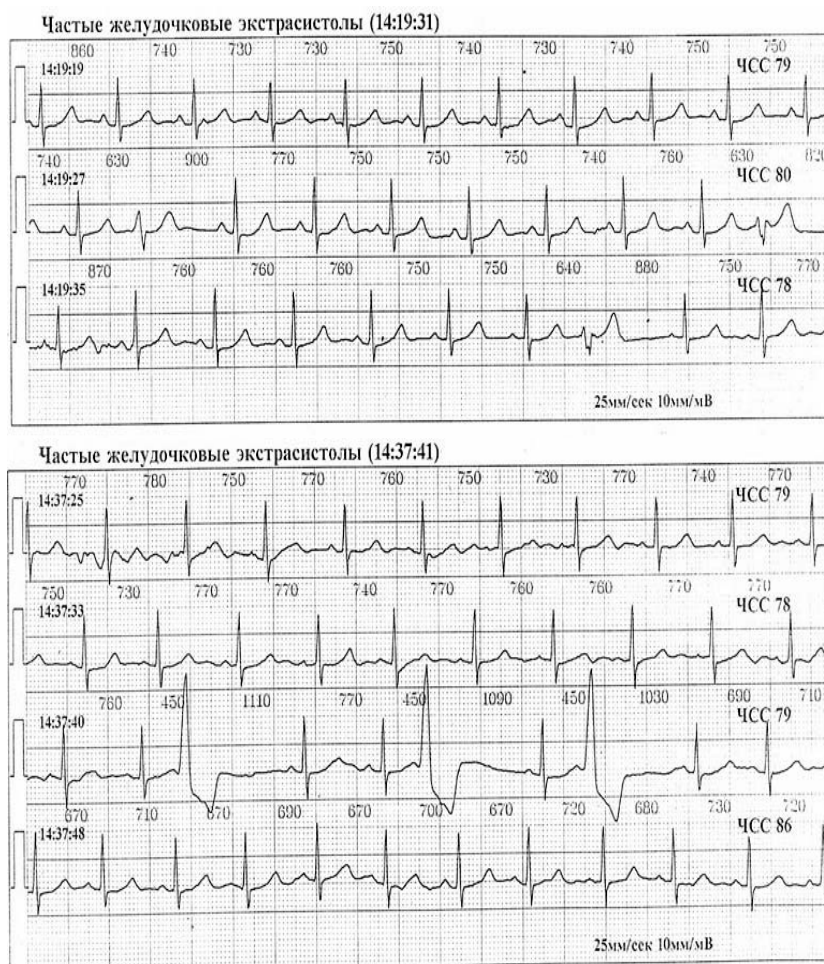 Частые желудочковые экстрасистолы (14:19:31)
860 740 730 730 750 740 730 740 750 750
14:19:19 ЧСС 79
740 630 900 770 750 750 750 740 760 630 820
14:19:27 ЧСС 80
870 760 760 760 750 750 640 880 750 770
14:19:35 ЧСС 78
25мм/сек 10мм/мВ
Частые желудочковые экстрасистолы (14:37:41)
770 780 750 770 760 750 730 770 740 770
14:37:25 ЧСС 79
750 730 770 770 740 770 760 760 770 770
14:37:33 ЧСС 78
760 450 1110 770 450 1090 450 1030 690 710
14:37:40 ЧСС 79
670 710 870 690 670 700 670 720 680 730 720
14:37:48 ЧСС 86
25мм/сек 10мм/мВ